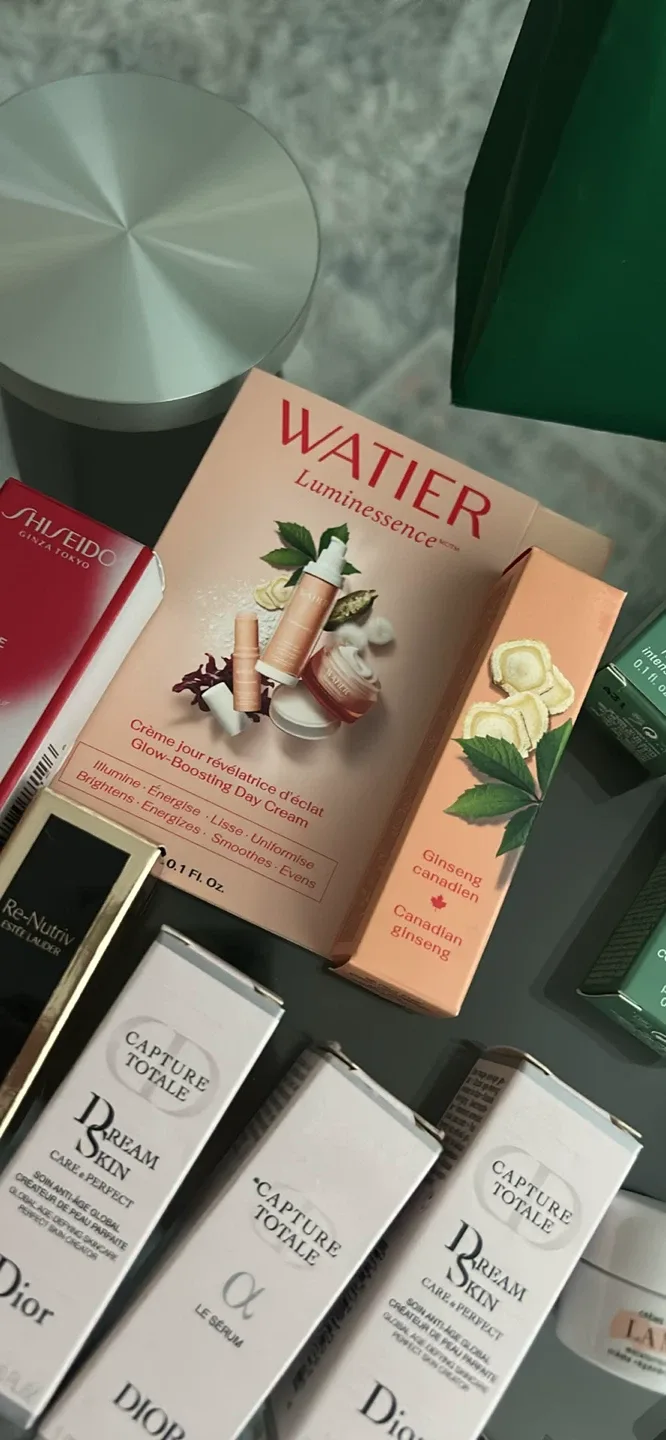 WATIER
Luminessence
Crème jour révélatrice d'éclat
Glow-Boosting Day Cream
Illumine · Énergise · Lisse · Uniformise
Brightens · Energizes · Smoothes · Evens
0.1 Fl. Oz.
Ginseng
canadien
Canadian
ginseng
SHISEIDO
GINZA TOKYO
Re-Nutriv
ESTÉE LAUDER
0.1 fl. o
CAPTURE
TOTALE
DREAM
SKIN
CARE & PERFECT
SOIN ANTI-ÂGE GLOBAL
CRÉATEUR DE PEAU PARFAITE
GLOBAL AGE-DEFYING SKINCARE
PERFECT SKIN CREATOR
Dior
CAPTURE
TOTALE
α
LE SÉRUM
DIOR
CAPTURE
TOTALE
DREAM
SKIN
CARE & PERFECT
SOIN ANTI-ÂGE GLOBAL
CRÉATEUR DE PEAU PARFAITE
GLOBAL AGE-DEFYING SKINCARE
PERFECT SKIN CREATOR
Dior